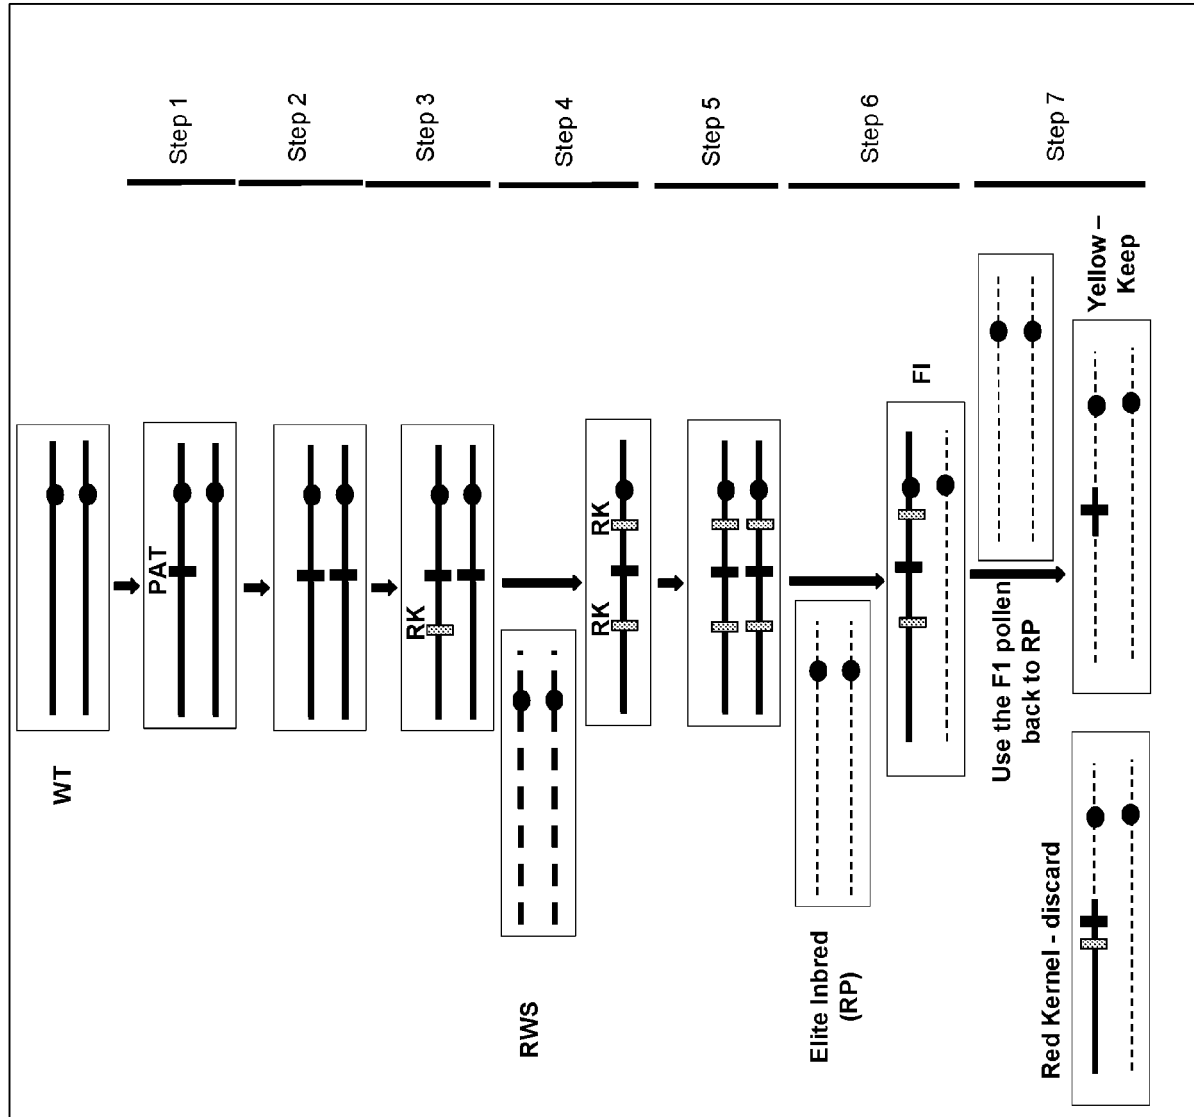 WT
Step 1
PAT
Step 2
Step 3
RK
Step 4
RWS
RK
RK
Step 5
Step 6
Elite Inbred
(RP)
FI
Step 7
Use the F1 pollen
back to RP
Red Kernel - discard
Yellow –
Keep